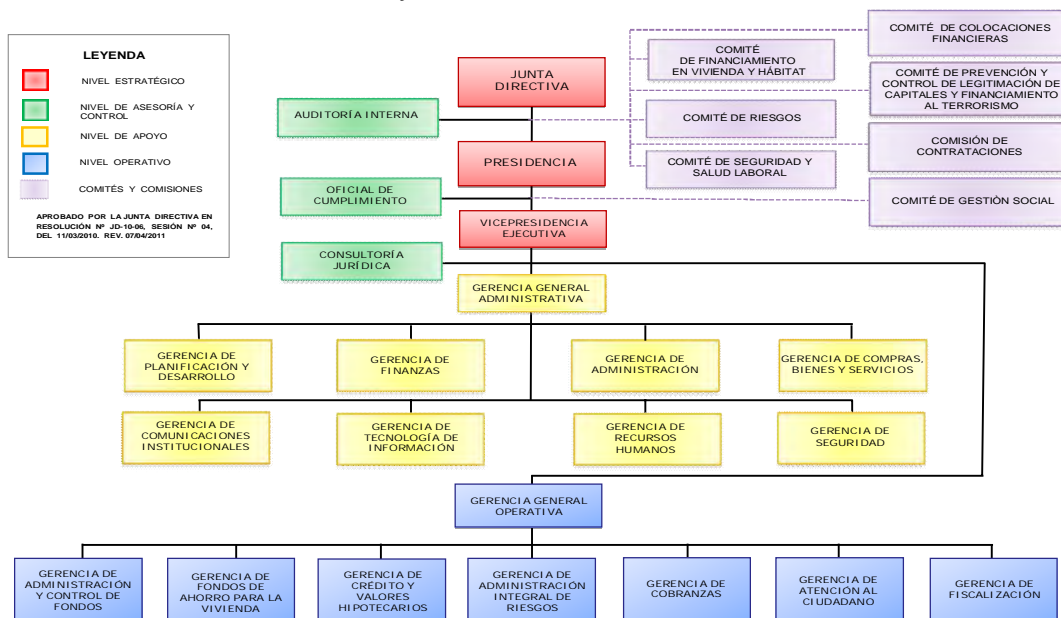 LEYENDA
NIVEL ESTRATÉGICO
NIVEL DE ASESORÍA Y
CONTROL
NIVEL DE APOYO
NIVEL OPERATIVO
COMITÉS Y COMISIONES
APROBADO POR LA JUNTA DIRECTIVA EN
RESOLUCIÓN Nº JD-10-06, SESIÓN Nº 04,
DEL 11/03/2010. REV. 07/04/2011
JUNTA
DIRECTIVA
AUDITORÍA INTERNA
PRESIDENCIA
OFICIAL DE
CUMPLIMIENTO
VICEPRESIDENCIA
EJECUTIVA
CONSULTORÍA
JURÍDICA
COMITÉ
DE FINANCIAMIENTO
EN VIVIENDA Y HÁBITAT
COMITÉ DE RIESGOS
COMITÉ DE SEGURIDAD Y
SALUD LABORAL
COMITÉ DE COLOCACIONES
FINANCIERAS
COMITÉ DE PREVENCIÓN Y
CONTROL DE LEGITIMACIÓN DE
CAPITALES Y FINANCIAMIENTO
AL TERRORISMO
COMISIÓN DE
CONTRATACIONES
COMITÉ DE GESTIÒN SOCIAL
GERENCIA GENERAL
ADMINISTRATIVA
GERENCIA DE
PLANIFICACIÓN Y
DESARROLLO
GERENCIA DE
FINANZAS
GERENCIA DE
ADMINISTRACIÓN
GERENCIA DE COMPRAS,
BIENES Y SERVICIOS
GERENCIA DE
COMUNICACIONES
INSTITUCIONALES
GERENCIA DE
TECNOLOGÍA DE
INFORMACIÓN
GERENCIA DE
RECURSOS
HUMANOS
GERENCIA DE
SEGURIDAD
GERENCIA GENERAL
OPERATIVA
GERENCIA DE
ADMINISTRACIÓN
Y CONTROL DE
FONDOS
GERENCIA DE
FONDOS DE
AHORRO PARA LA
VIVIENDA
GERENCIA DE
CRÉDITO Y
VALORES
HIPOTECARIOS
GERENCIA DE
ADMINISTRACIÓN
INTEGRAL DE
RIESGOS
GERENCIA DE
COBRANZAS
GERENCIA DE
ATENCIÓN AL
CIUDADANO
GERENCIA DE
FISCALIZACIÓN